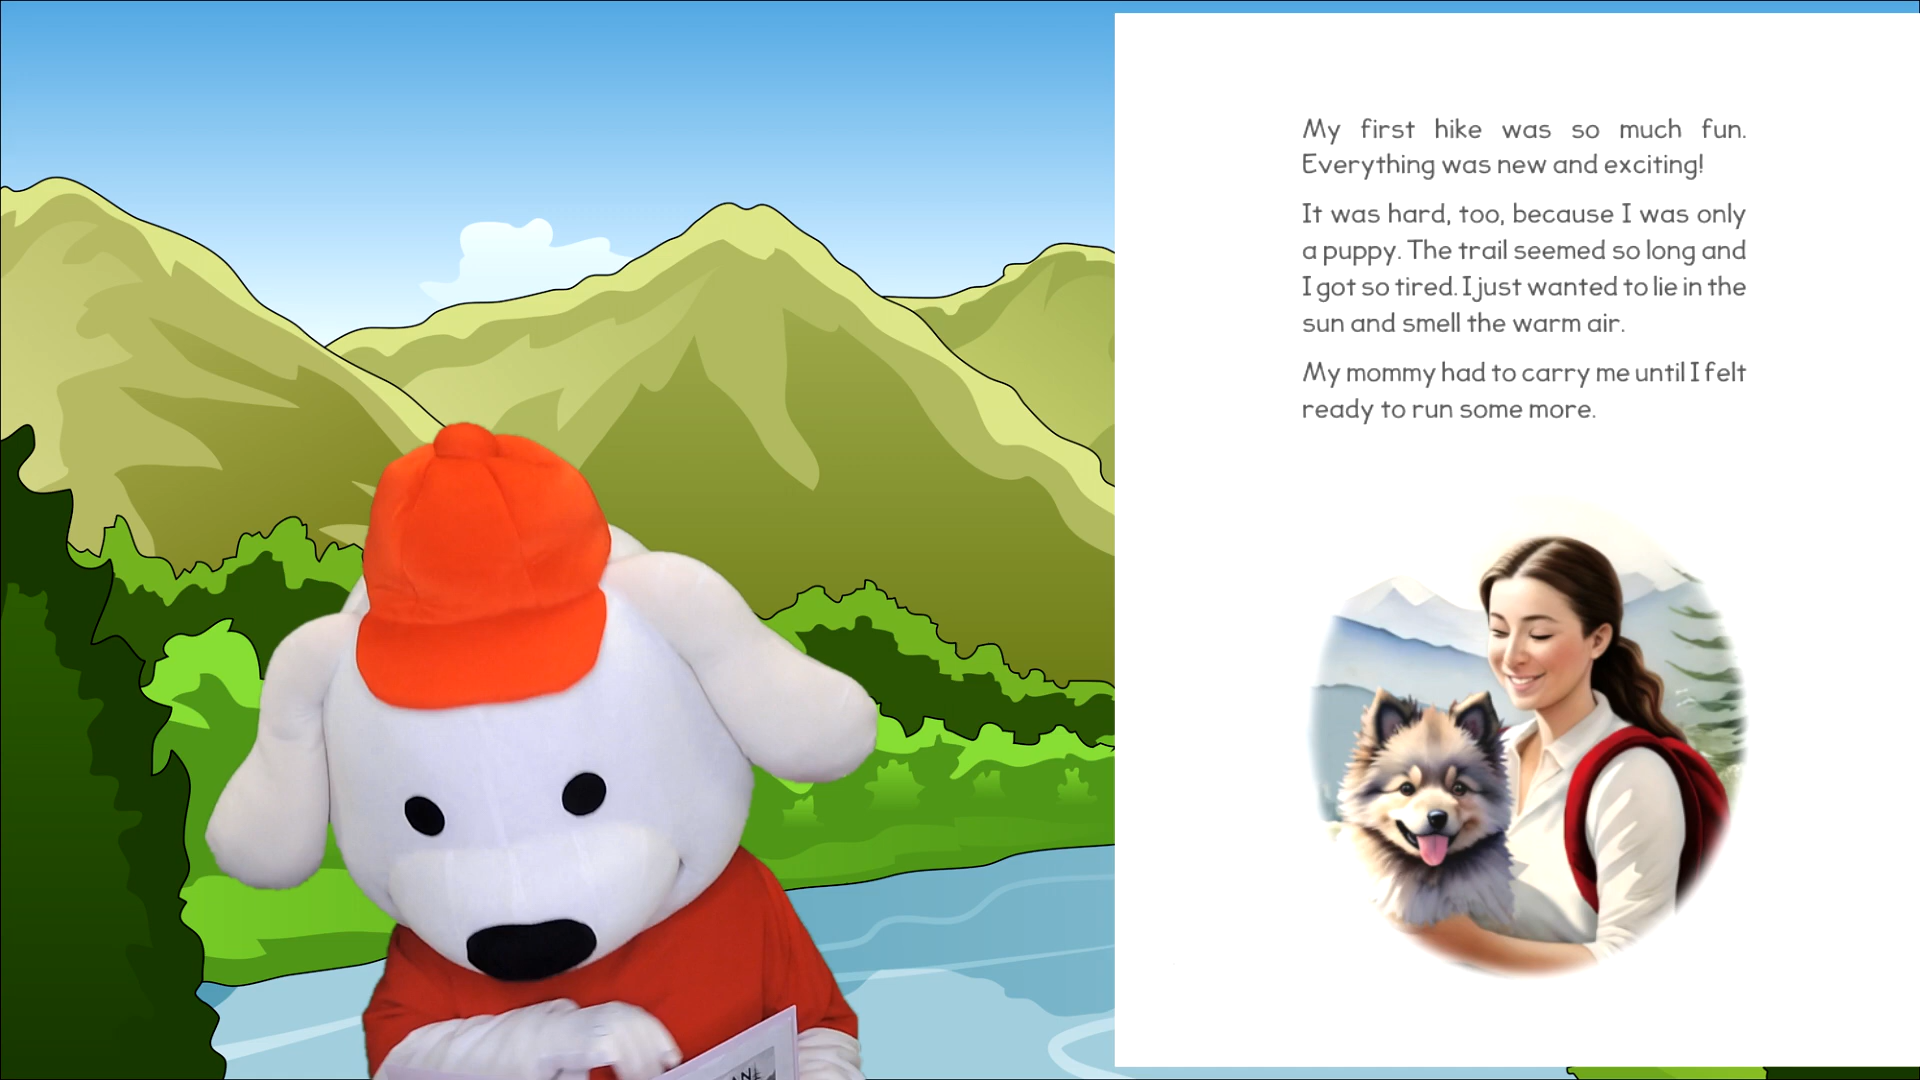 My first hike was so much fun.
Everything was new and exciting!
It was hard, too, because I was only
a puppy. The trail seemed so long and
I got so tired. I just wanted to lie in the
sun and smell the warm air.
My mommy had to carry me until I felt
ready to run some more.